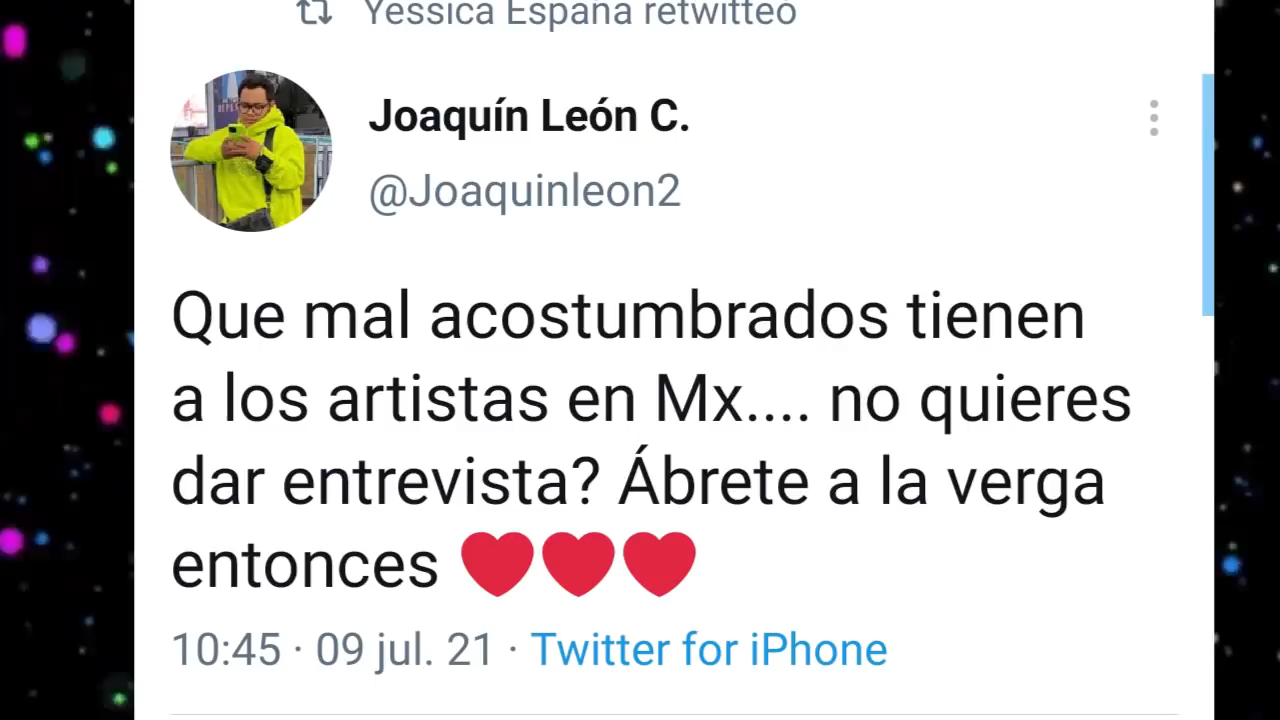 Yessica España retwitteó
Joaquín León C.
@Joaquinleon2
Que mal acostumbrados tienen
a los artistas en Mx.... no quieres
dar entrevista? Ábrete a la verga
entonces ❤️❤️❤️
10:45 · 09 jul. 21 · Twitter for iPhone